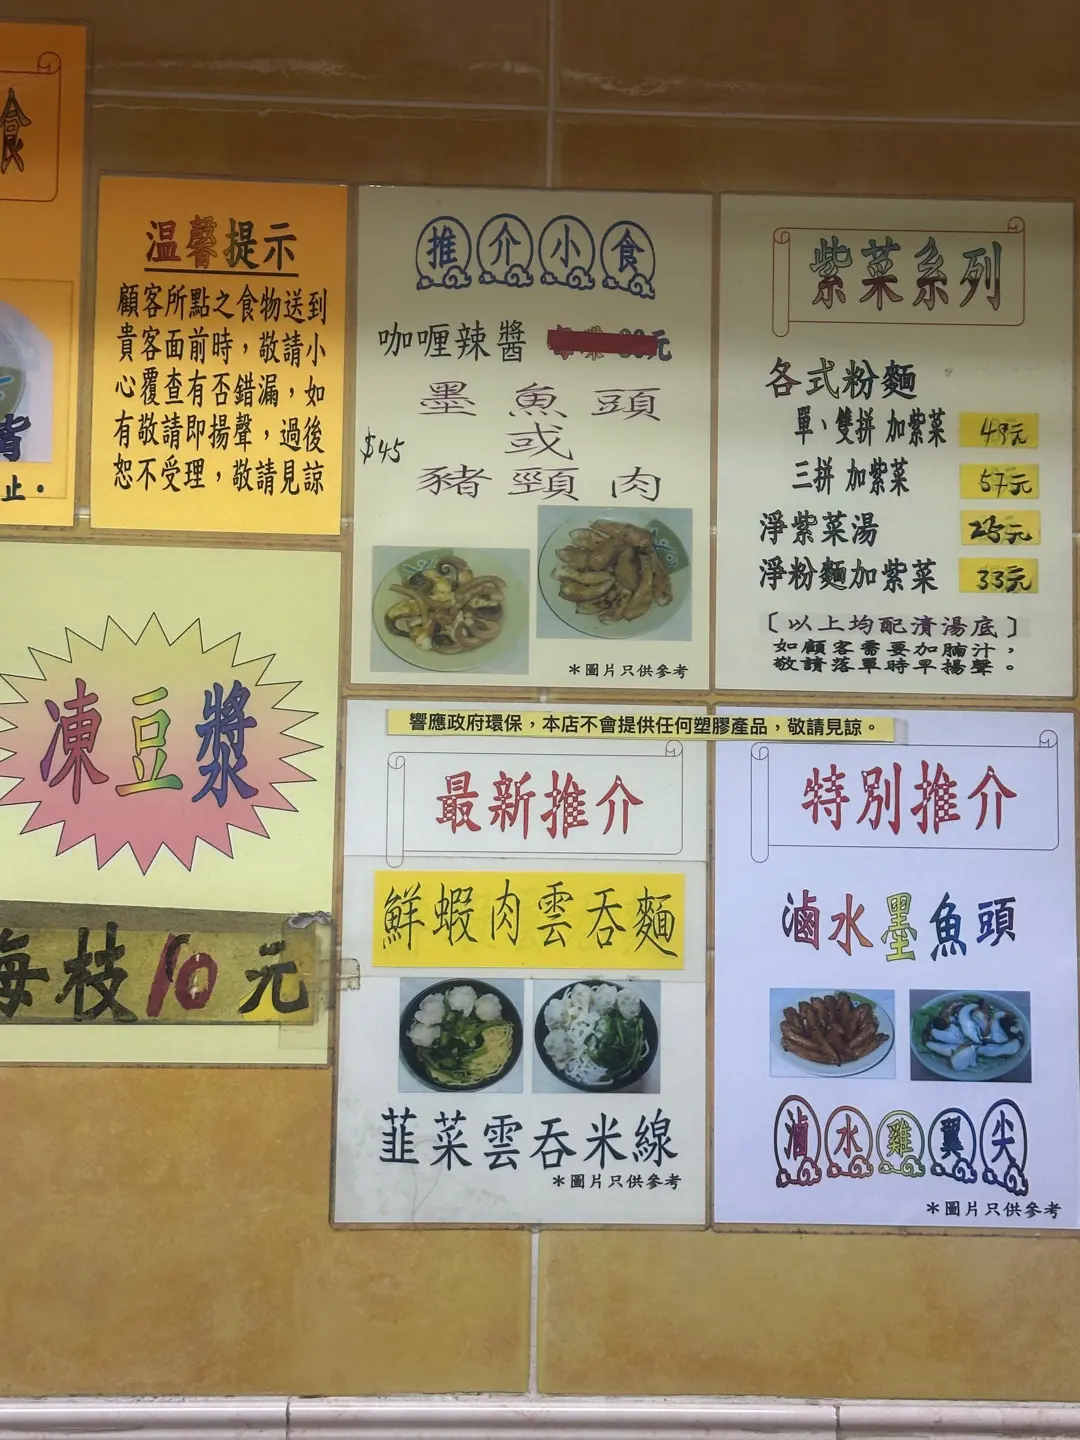 食
止。
溫馨提示
顧客所點之食物送到
貴客面前時，敬請小
心覆查有否錯漏，如
有敬請即揚聲，過後
恕不受理，敬請見諒
推介小食
咖喱辣醬
墨魚頭
或
$45
豬頸肉
*圖片只供參考
紫菜系列
各式粉麵
單、雙拼 加紫菜 49元
三拼 加紫菜 57元
淨紫菜湯 25元
淨粉麵加紫菜 33元
〔以上均配清湯底〕
如顧客需要加腩汁，
敬請落單時早揚聲。
凍豆漿
每枝10元
響應政府環保，本店不會提供任何塑膠產品，敬請見諒。
最新推介
鮮蝦肉雲吞麵
韮菜雲吞米線
*圖片只供參考
特別推介
滷水墨魚頭
滷水雞翼尖
*圖片只供參考